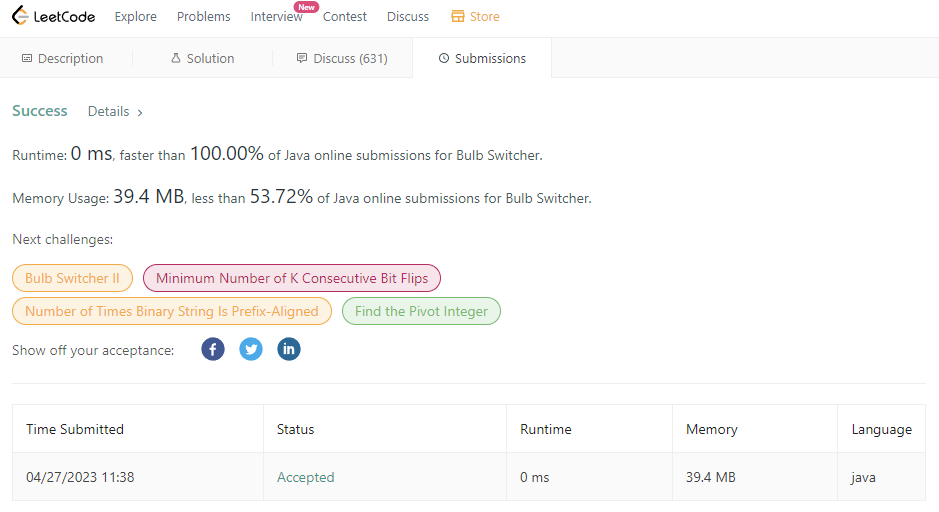 LeetCode Explore Problems Interview New Contest Discuss Store
Description Solution Discuss (631) Submissions
Success Details >
Runtime: 0 ms, faster than 100.00% of Java online submissions for Bulb Switcher.
Memory Usage: 39.4 MB, less than 53.72% of Java online submissions for Bulb Switcher.
Next challenges:
Bulb Switcher II Minimum Number of K Consecutive Bit Flips
Number of Times Binary String Is Prefix-Aligned Find the Pivot Integer
Show off your acceptance:
Time Submitted Status Runtime Memory Language
04/27/2023 11:38 Accepted 0 ms 39.4 MB java